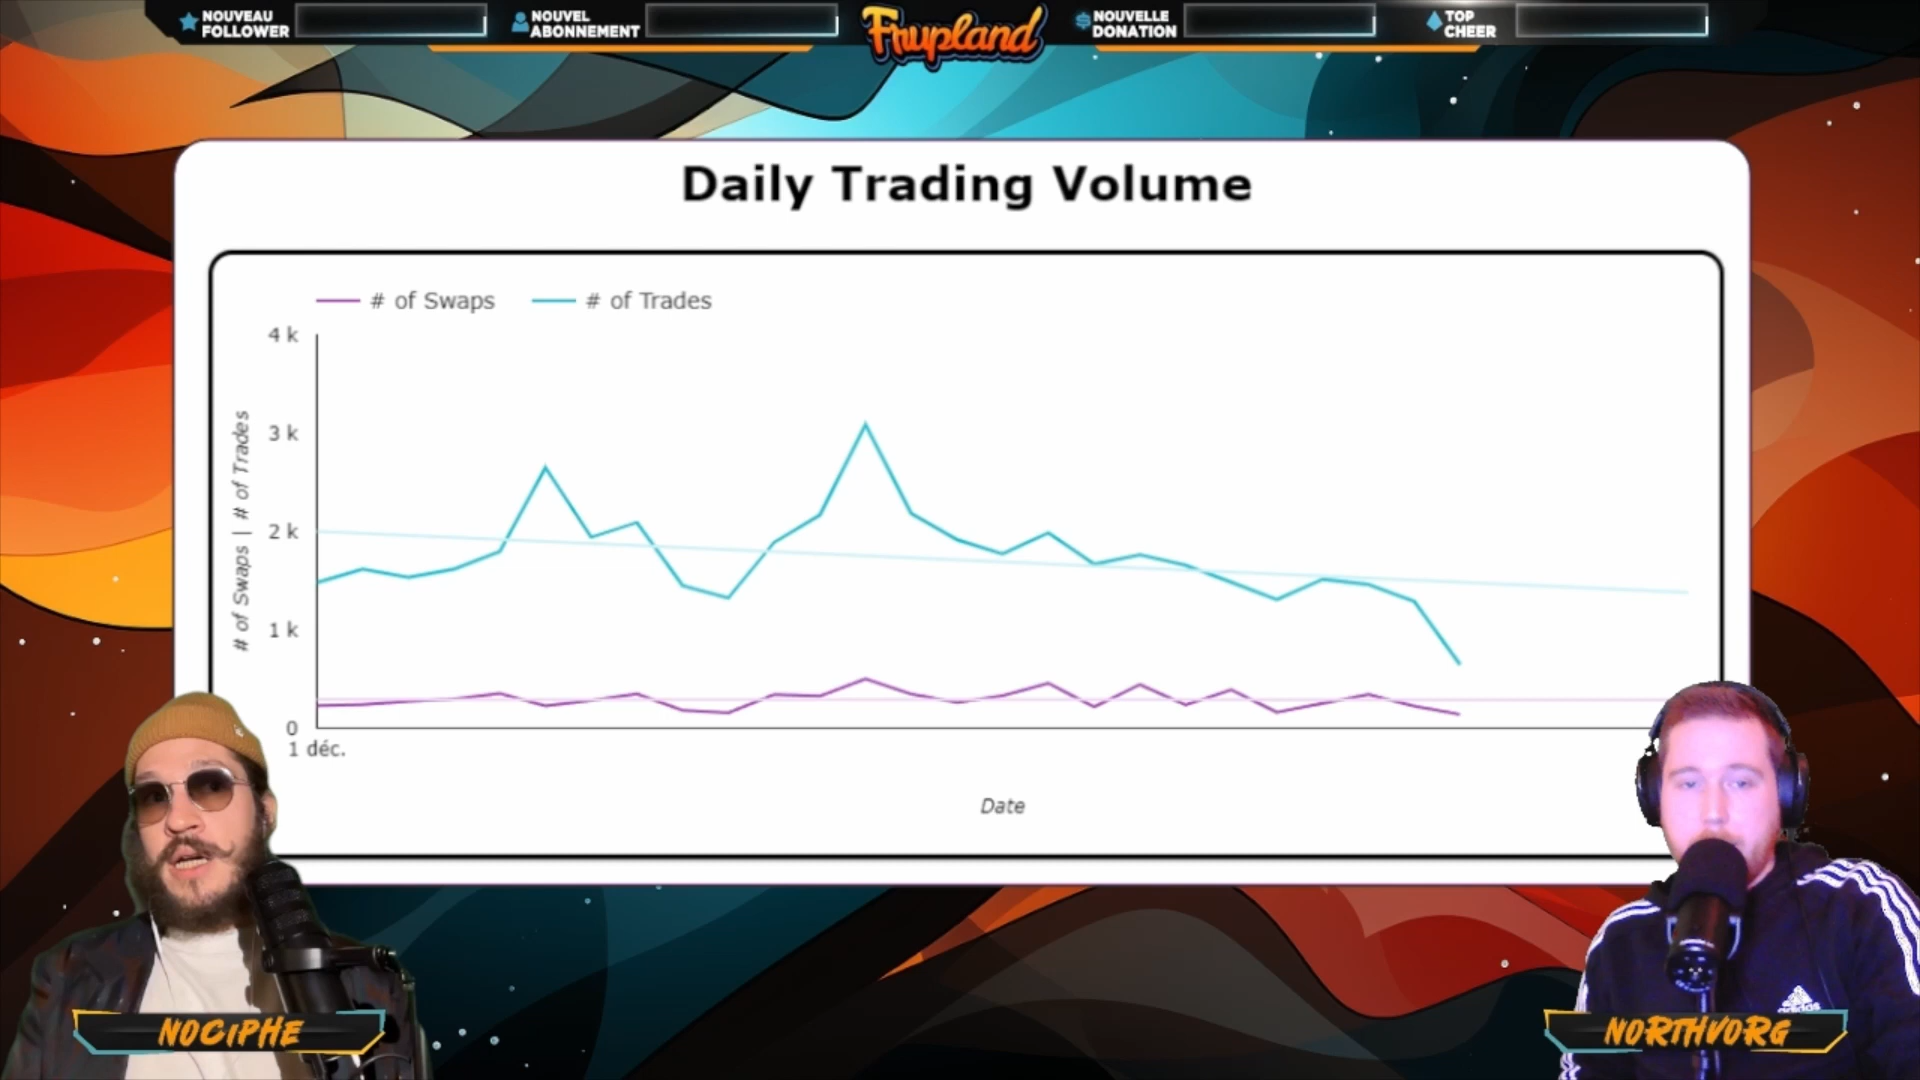 NOUVEAU
FOLLOWER
NOUVEL
ABONNEMENT
Frupland
NOUVELLE
DONATION
TOP
CHEER
Daily Trading Volume
# of Swaps
# of Trades
4 k
3 k
2 k
1 k
0
# of Swaps | # of Trades
1 déc.
Date
adidas
NOCiPHE
NORTHVORG